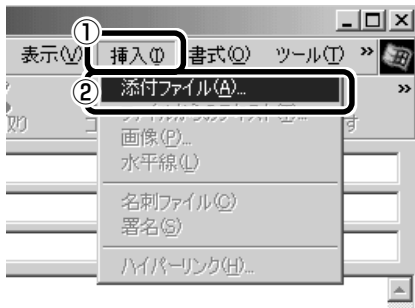 ①
表示(V) 挿入(I) 書式(O) ツール(T) »
② 添付ファイル(A)... »
画像(P)...
水平線(L)
名刺ファイル(C)
署名(S)
ハイパーリンク(H)...